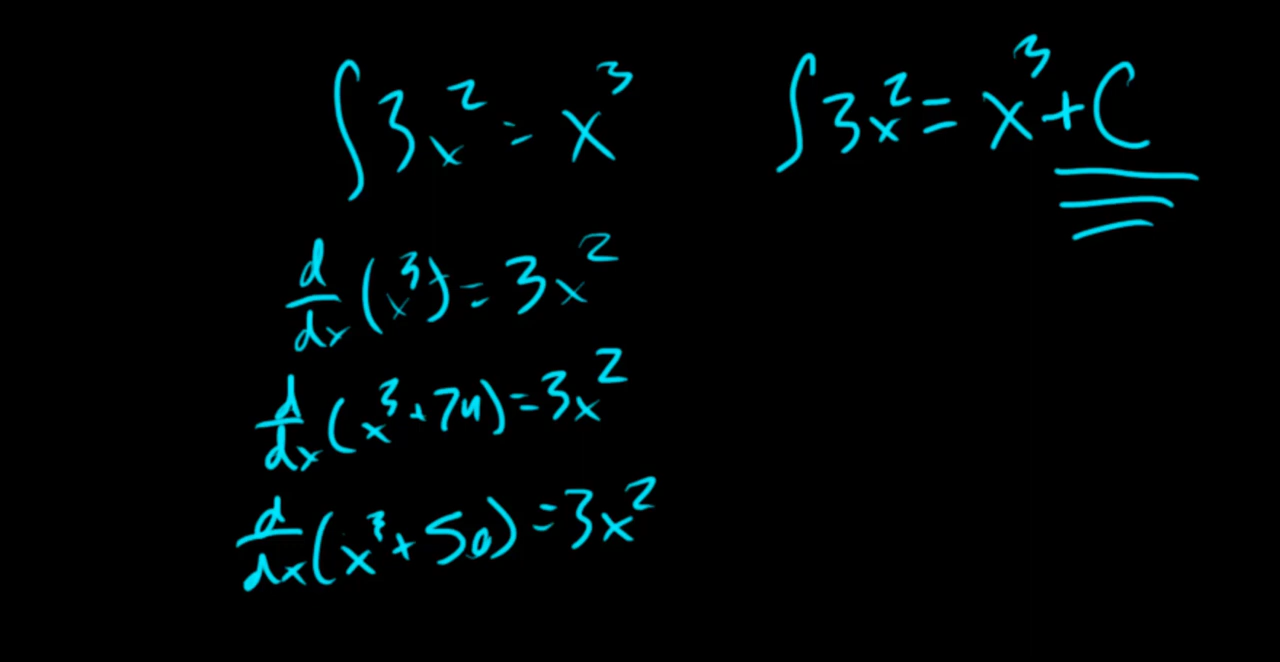 ∫3x² = x³
∫3x² = x³+C
d/dx (x³) = 3x²
d/dx (x³+74) = 3x²
d/dx (x³+50) = 3x²